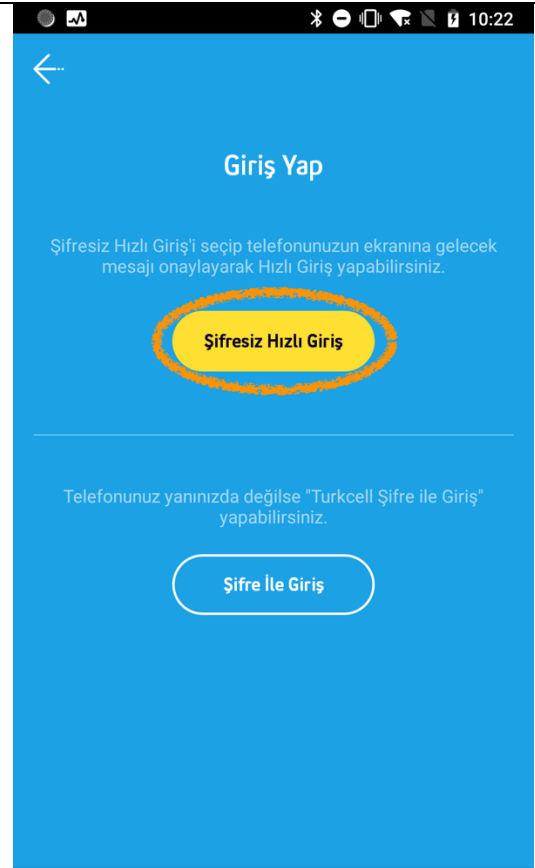 10:22
Giriş Yap
Şifresiz Hızlı Giriş'i seçip telefonunuzun ekranına gelecek
mesajı onaylayarak Hızlı Giriş yapabilirsiniz.
Şifresiz Hızlı Giriş
Telefonunuz yanınızda değilse "Turkcell Şifre ile Giriş"
yapabilirsiniz.
Şifre İle Giriş